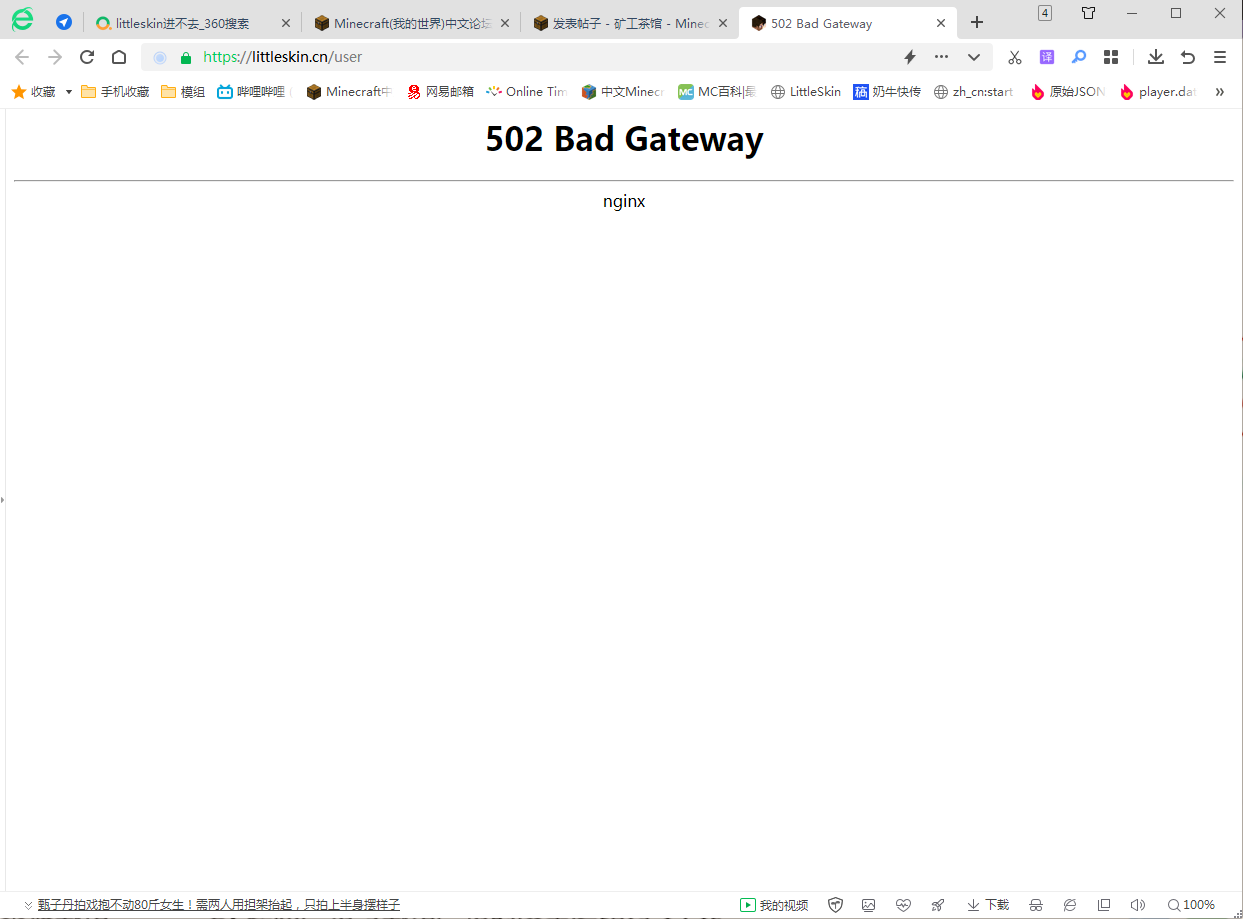 littleskin进不去_360搜索
Minecraft(我的世界)中文论坛
发表帖子 - 矿工茶馆 - Minec
502 Bad Gateway
4
https://littleskin.cn/user
译
收藏
手机收藏
模组
哔哩哔哩
Minecraft中
网易邮箱
Online Tim
中文Minecr
MC百科|最
LittleSkin
奶牛快传
zh_cn:start
原始JSON
player.dat
502 Bad Gateway
nginx
甄子丹拍戏抱不动80斤女生！需两人用担架抬起，只拍上半身摆样子
我的视频
下载
100%